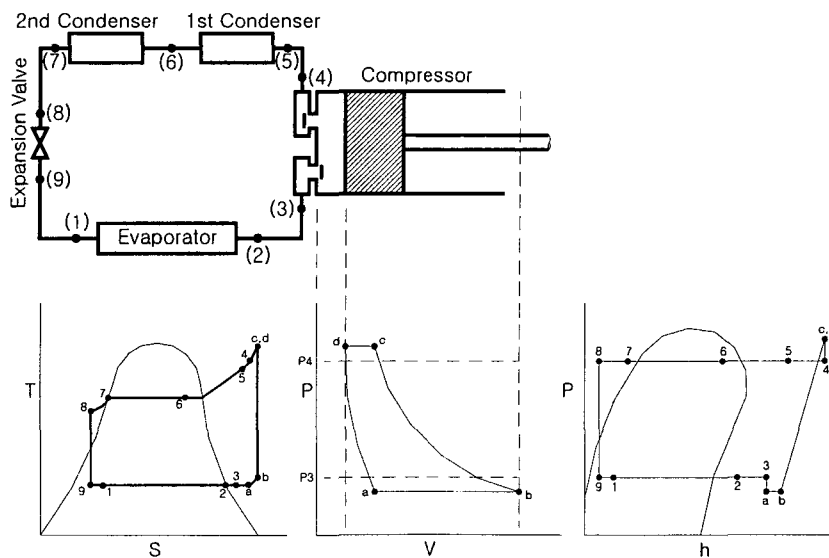 2nd Condenser
1st Condenser
(7)
(6)
(5)
(4)
Compressor
Expansion Valve
(8)
(9)
(3)
(1)
Evaporator
(2)
T
c,d
4
5
7
6
8
b
9
1
2
3
a
S
d
c
P4
P
P3
a
b
V
c,
8
7
6
5
4
P
3
9
1
2
a
b
h